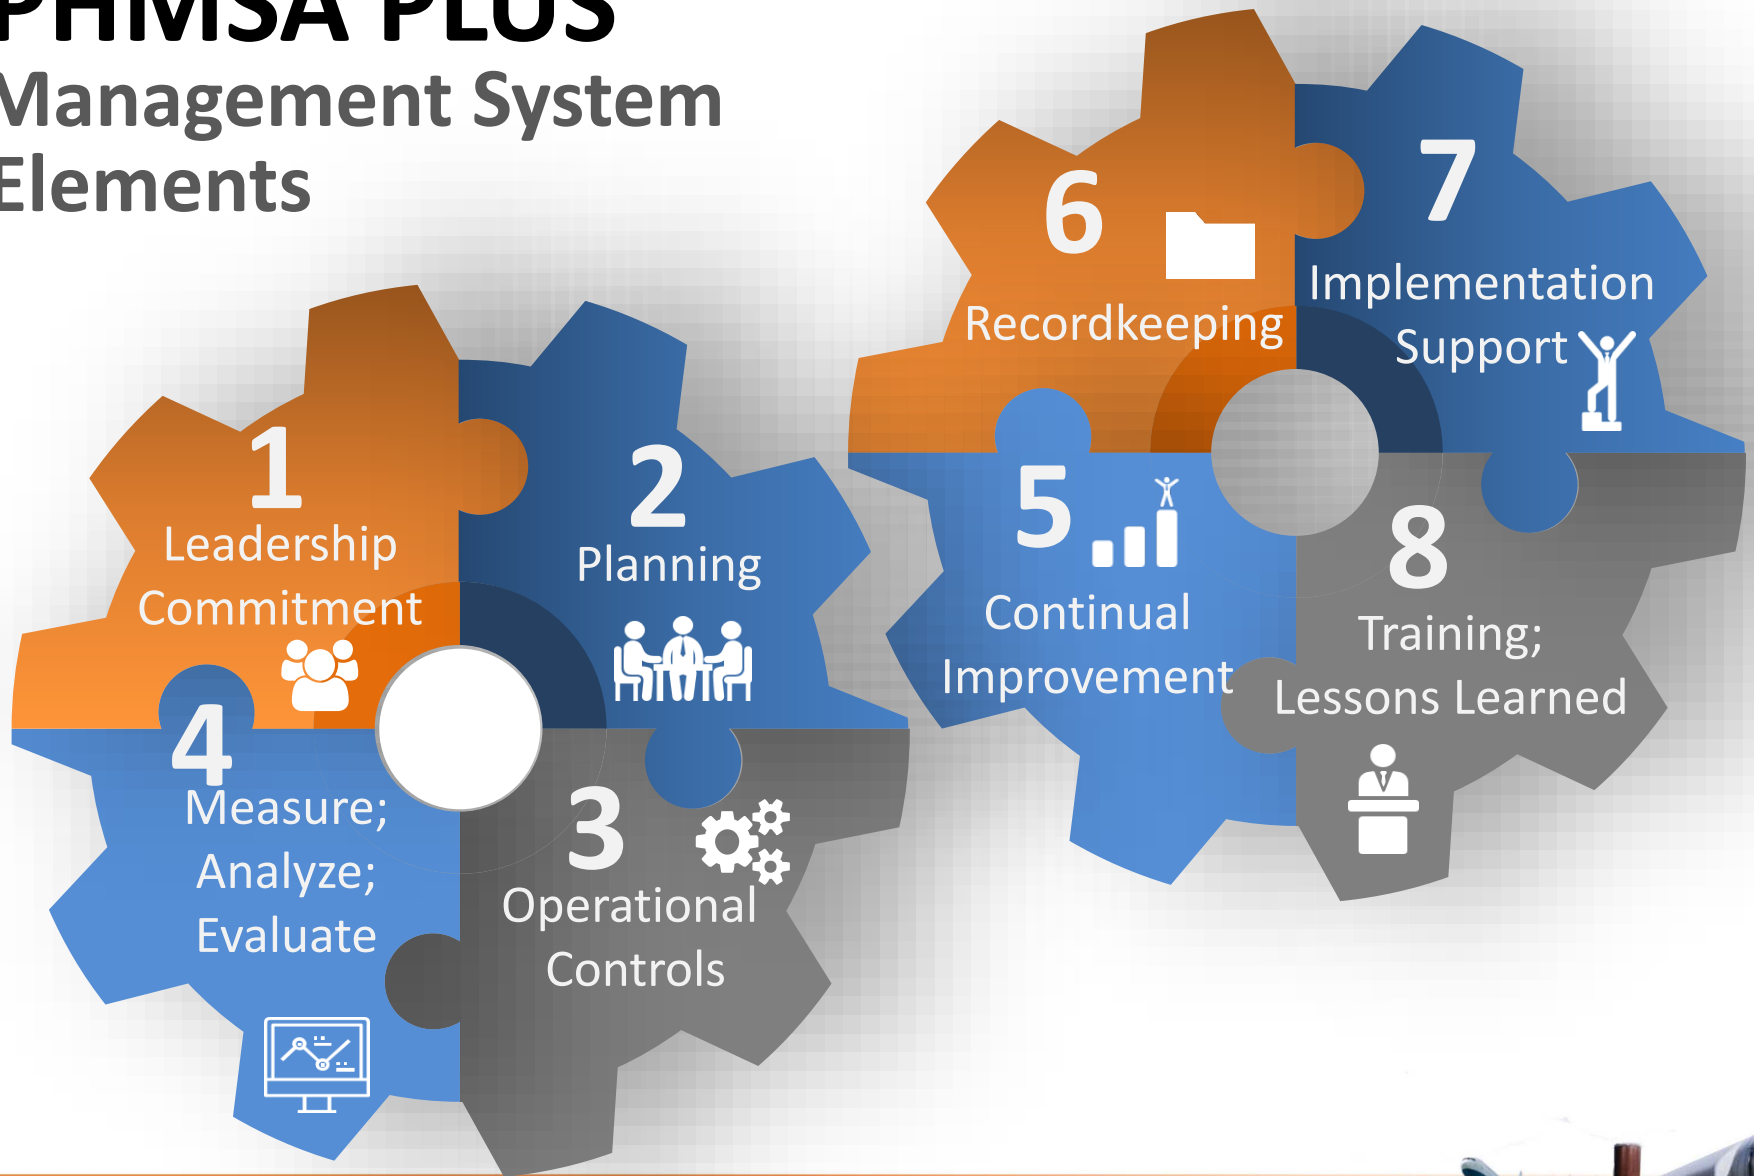 PHMSA PLUS
Management System
Elements
1
Leadership
Commitment
2
Planning
3
Operational
Controls
4
Measure;
Analyze;
Evaluate
5
Continual
Improvement
6
Recordkeeping
7
Implementation
Support
8
Training;
Lessons Learned